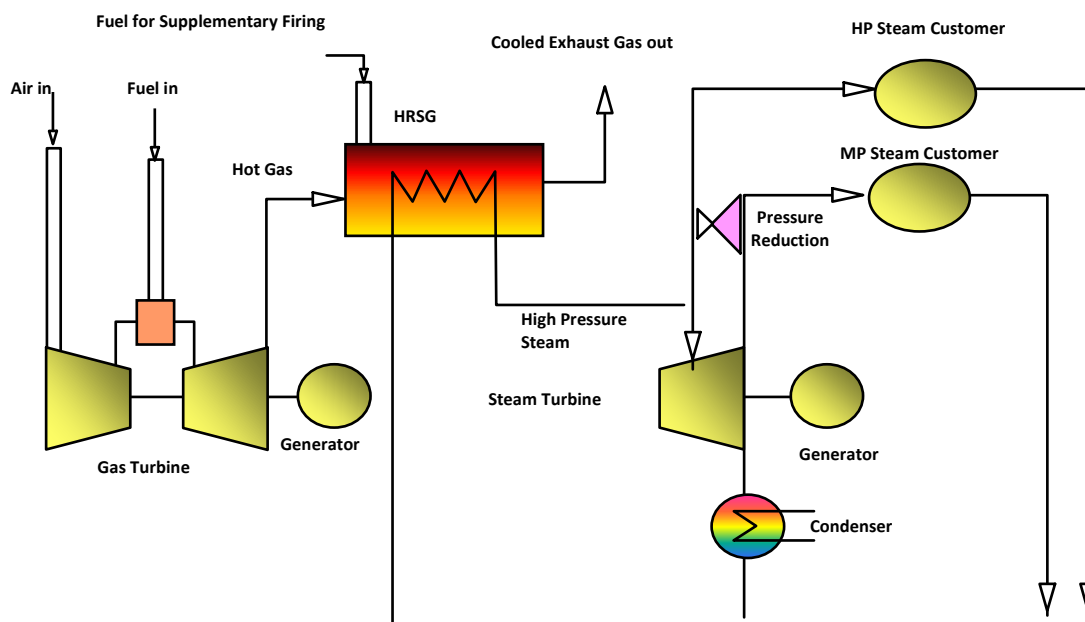 Fuel for Supplementary Firing
HP Steam Customer
Cooled Exhaust Gas out
Air in
Fuel in
HRSG
MP Steam Customer
Hot Gas
Pressure
Reduction
High Pressure
Steam
Steam Turbine
Generator
Generator
Gas Turbine
Condenser